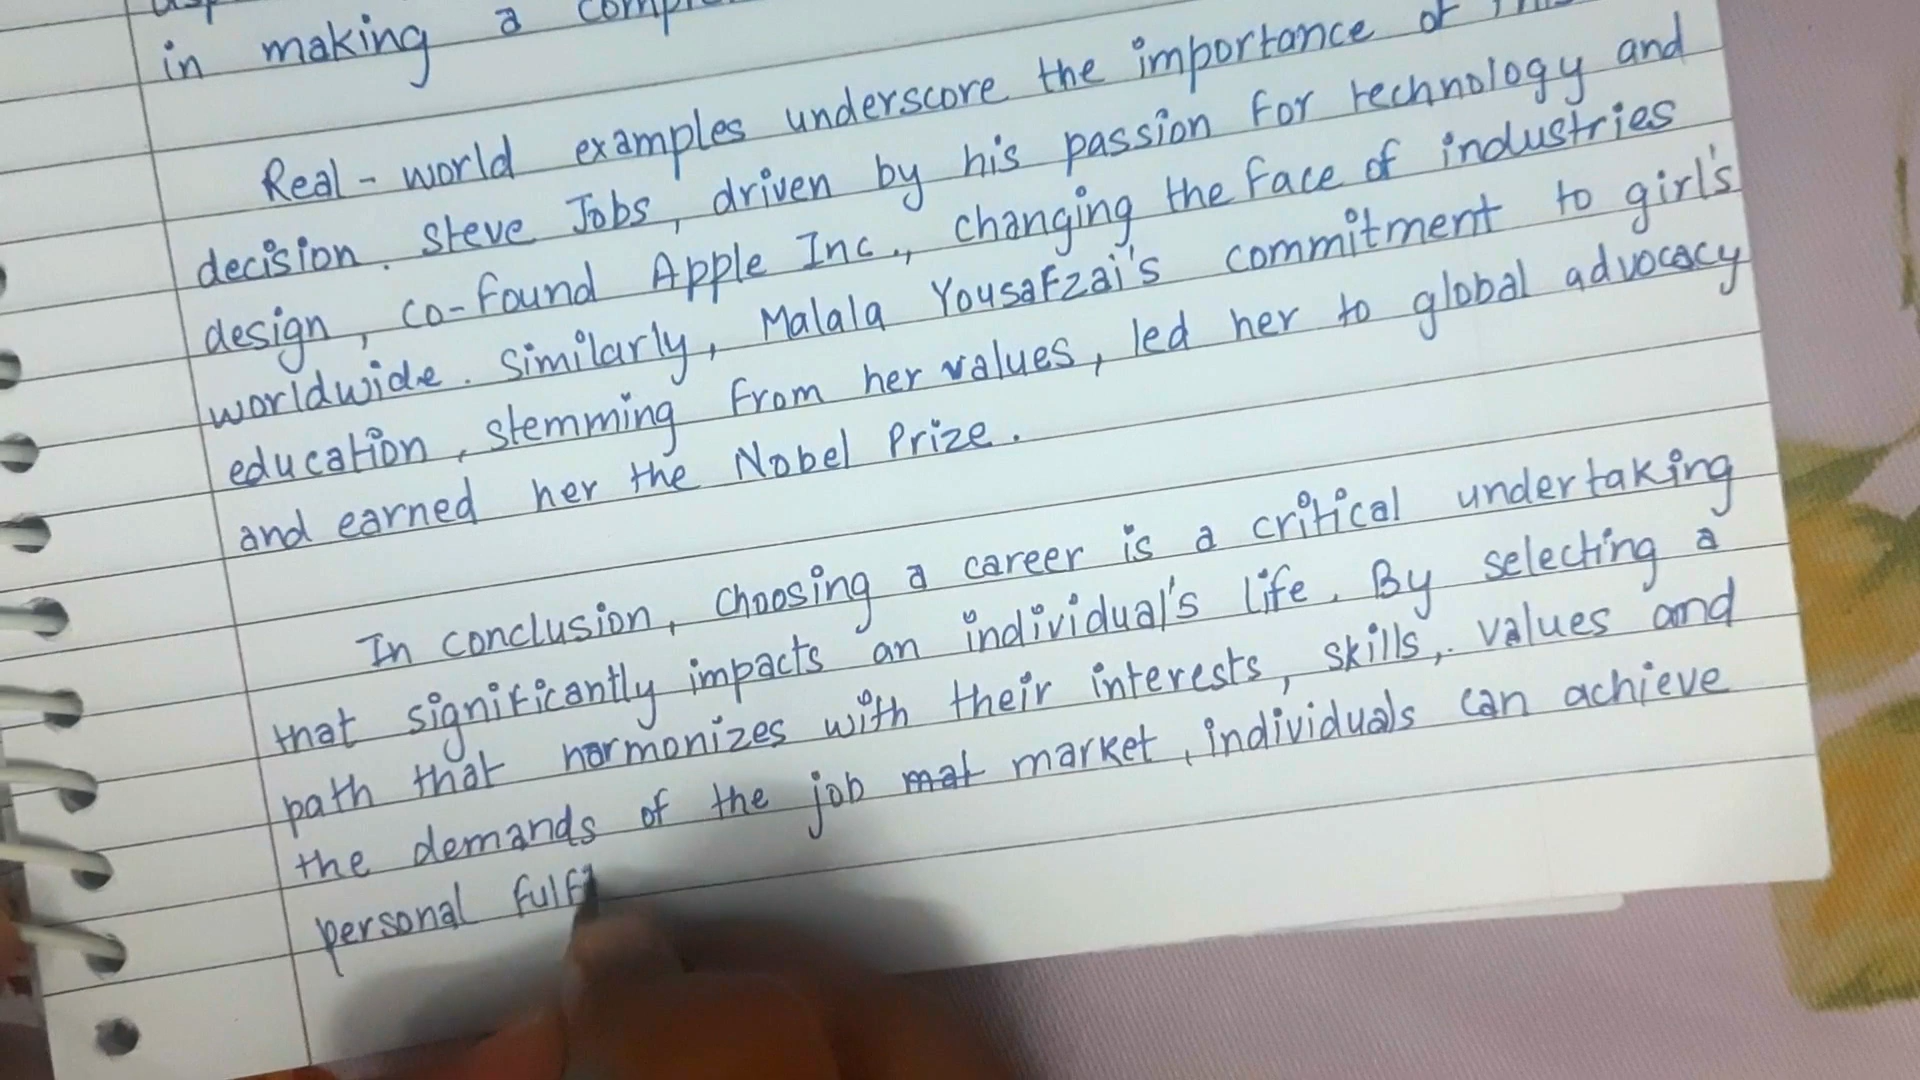 in making a
Real - world examples underscore the importance of
decision. Steve Jobs, driven by his passion for technology and
design, co-found Apple Inc., changing the face of industries
worldwide. Similarly, Malala Yousafzai's commitment to girl's
education, stemming from her values, led her to global advocacy
and earned her the Nobel Prize.
In conclusion, choosing a career is a critical undertaking
that significantly impacts an individual's life. By selecting a
path that harmonizes with their interests, skills, values and
the demands of the job mat market, individuals can achieve
personal